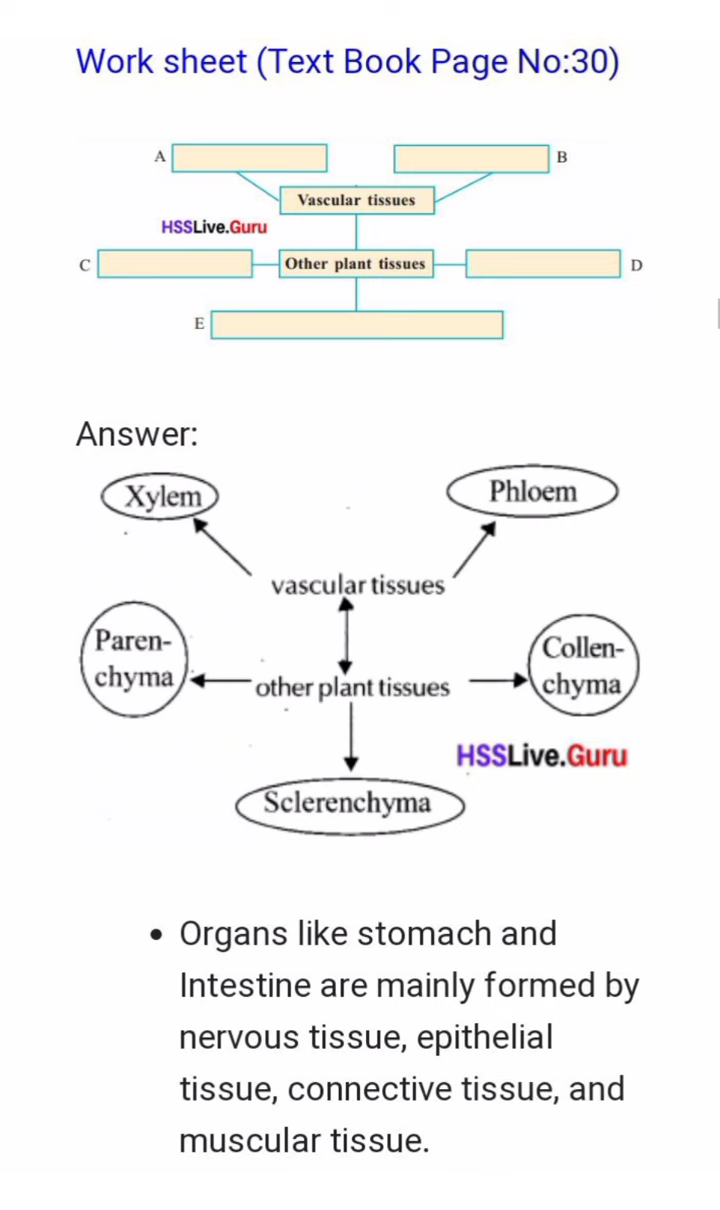 Work sheet (Text Book Page No:30)
A
B
Vascular tissues
HSSLive.Guru
C
Other plant tissues
D
E
Answer:
Xylem
Phloem
vascular tissues
Paren-
chyma
Collen-
chyma
other plant tissues
HSSLive.Guru
Sclerenchyma
• Organs like stomach and
Intestine are mainly formed by
nervous tissue, epithelial
tissue, connective tissue, and
muscular tissue.